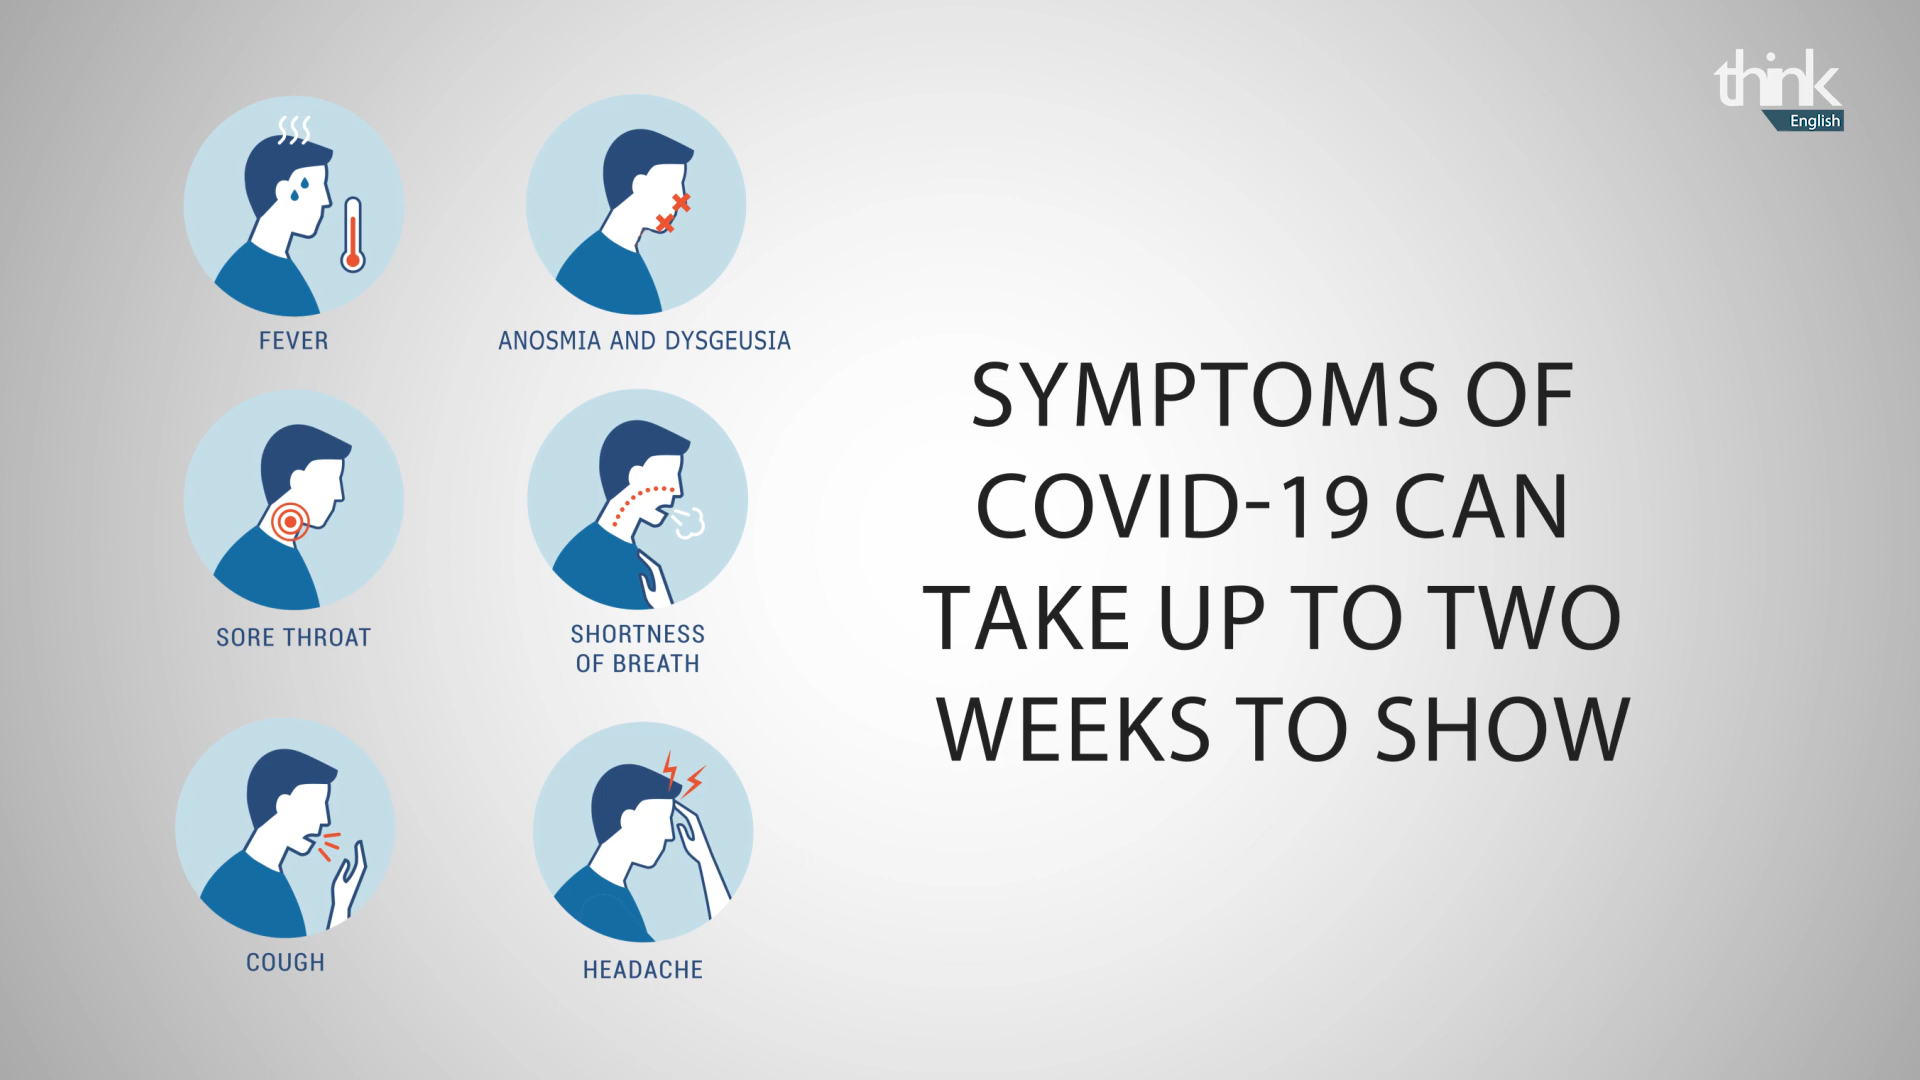 think
English
FEVER
ANOSMIA AND DYSGEUSIA
SORE THROAT
SHORTNESS
OF BREATH
COUGH
HEADACHE
SYMPTOMS OF
COVID-19 CAN
TAKE UP TO TWO
WEEKS TO SHOW